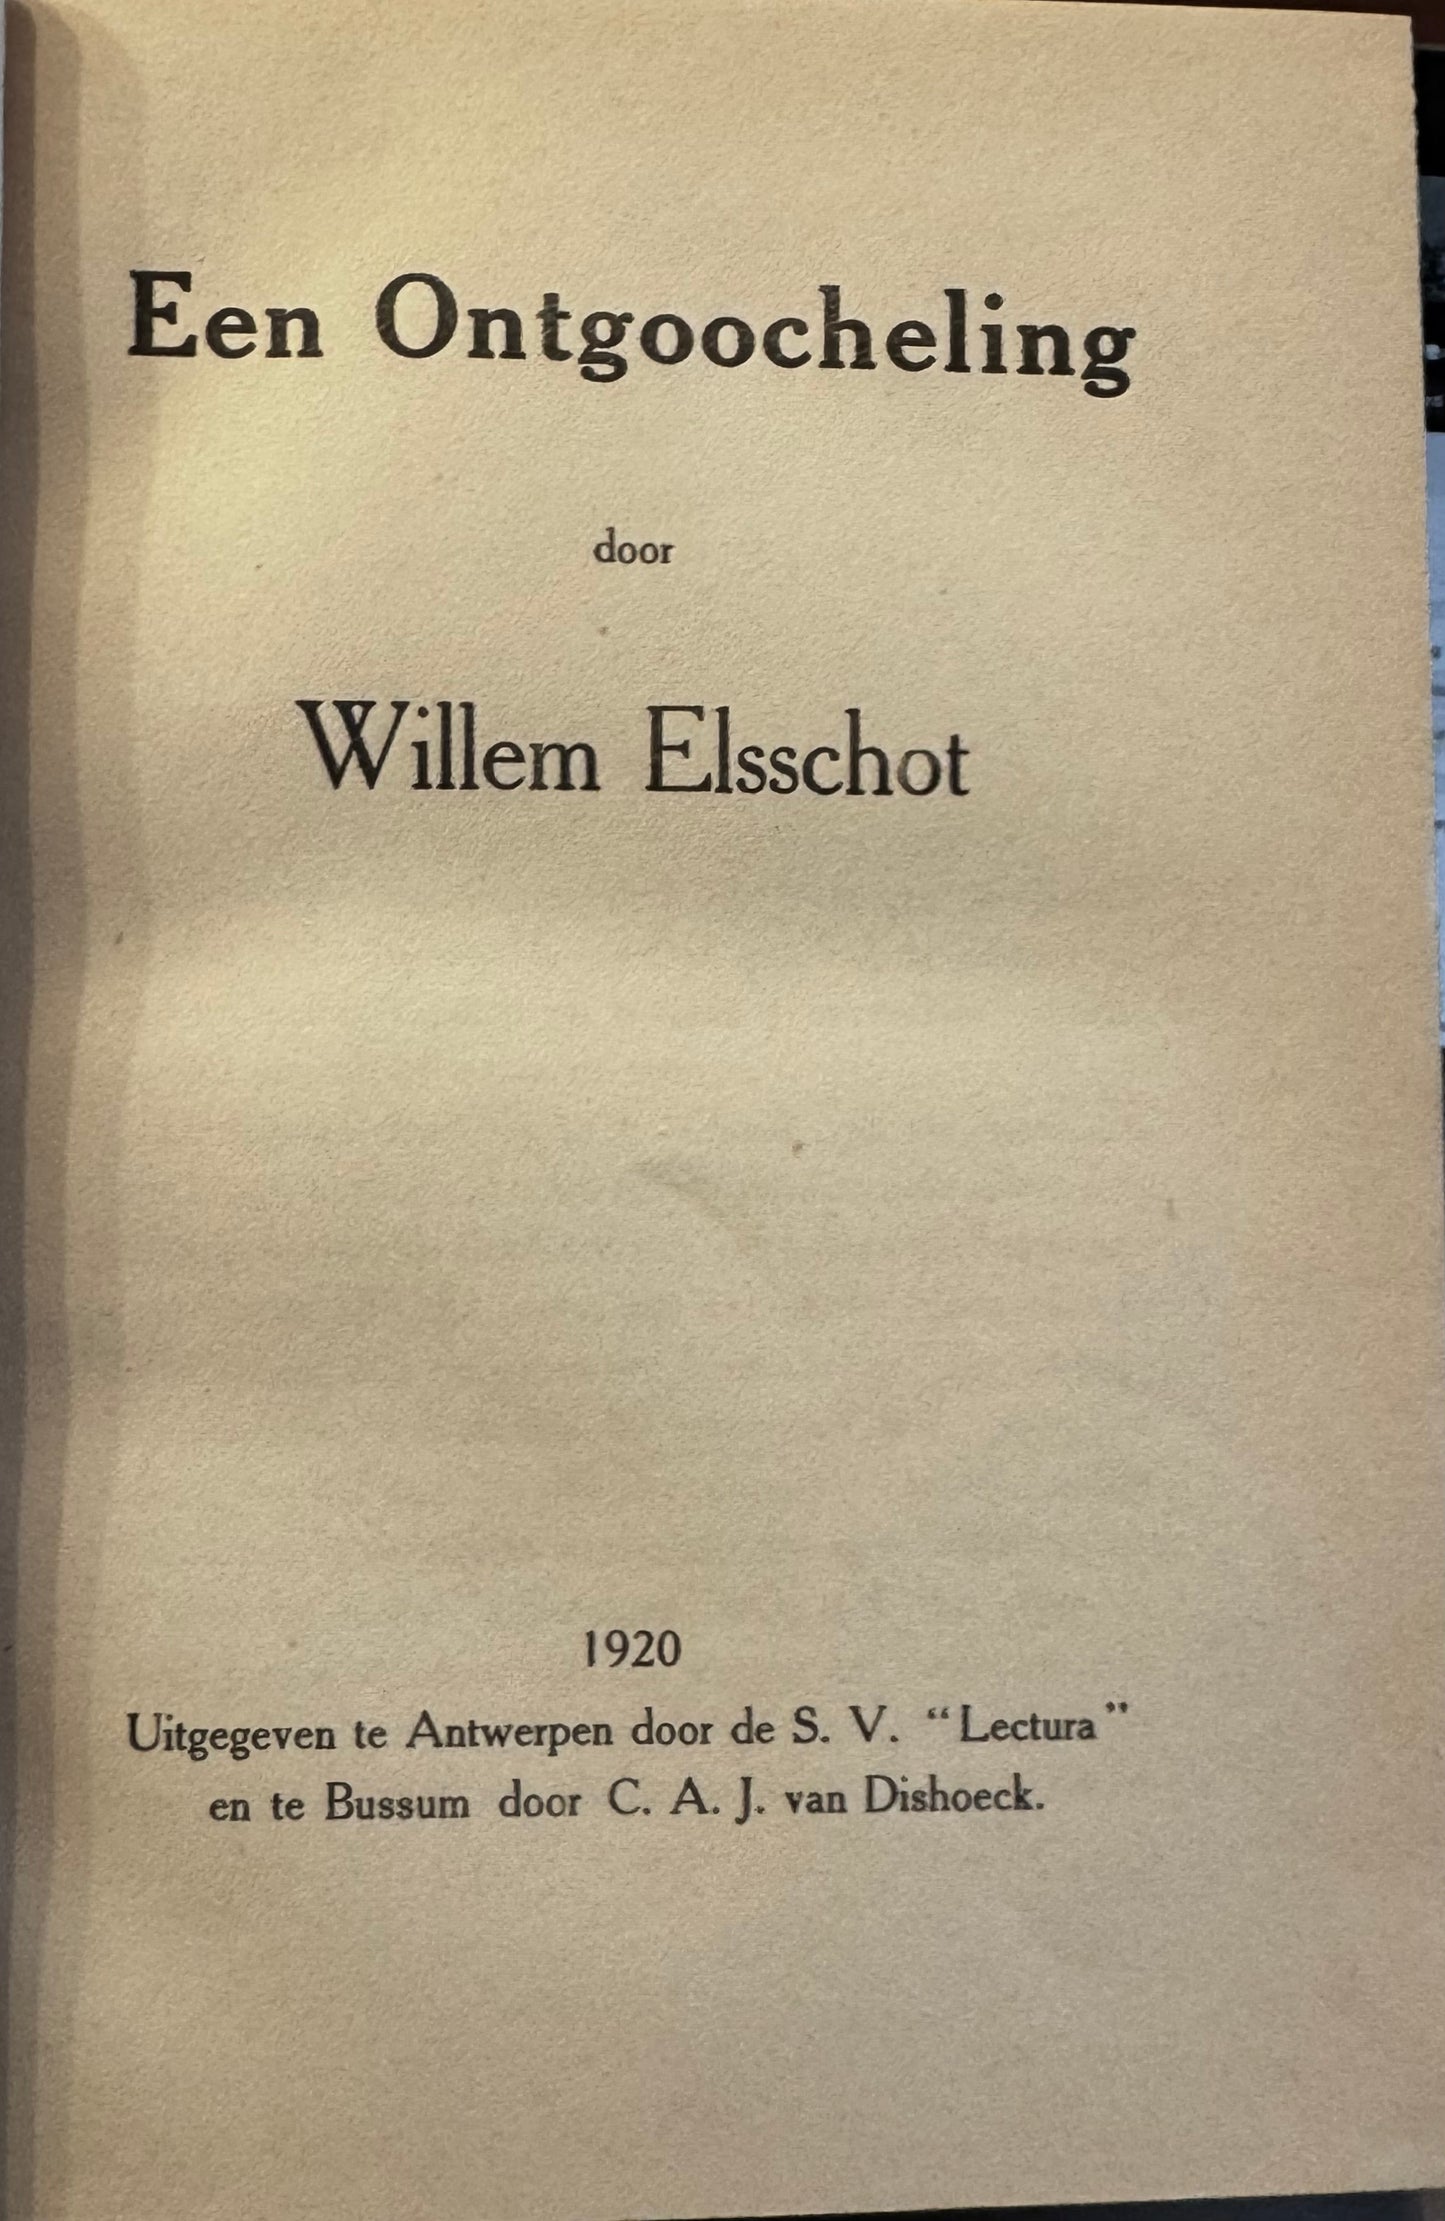 Een Ontgoocheling
door
Willem Elsschot
1920
Uitgegeven te Antwerpen door de S. V. “Lectura”
en te Bussum door C. A. J. van Dishoeck.